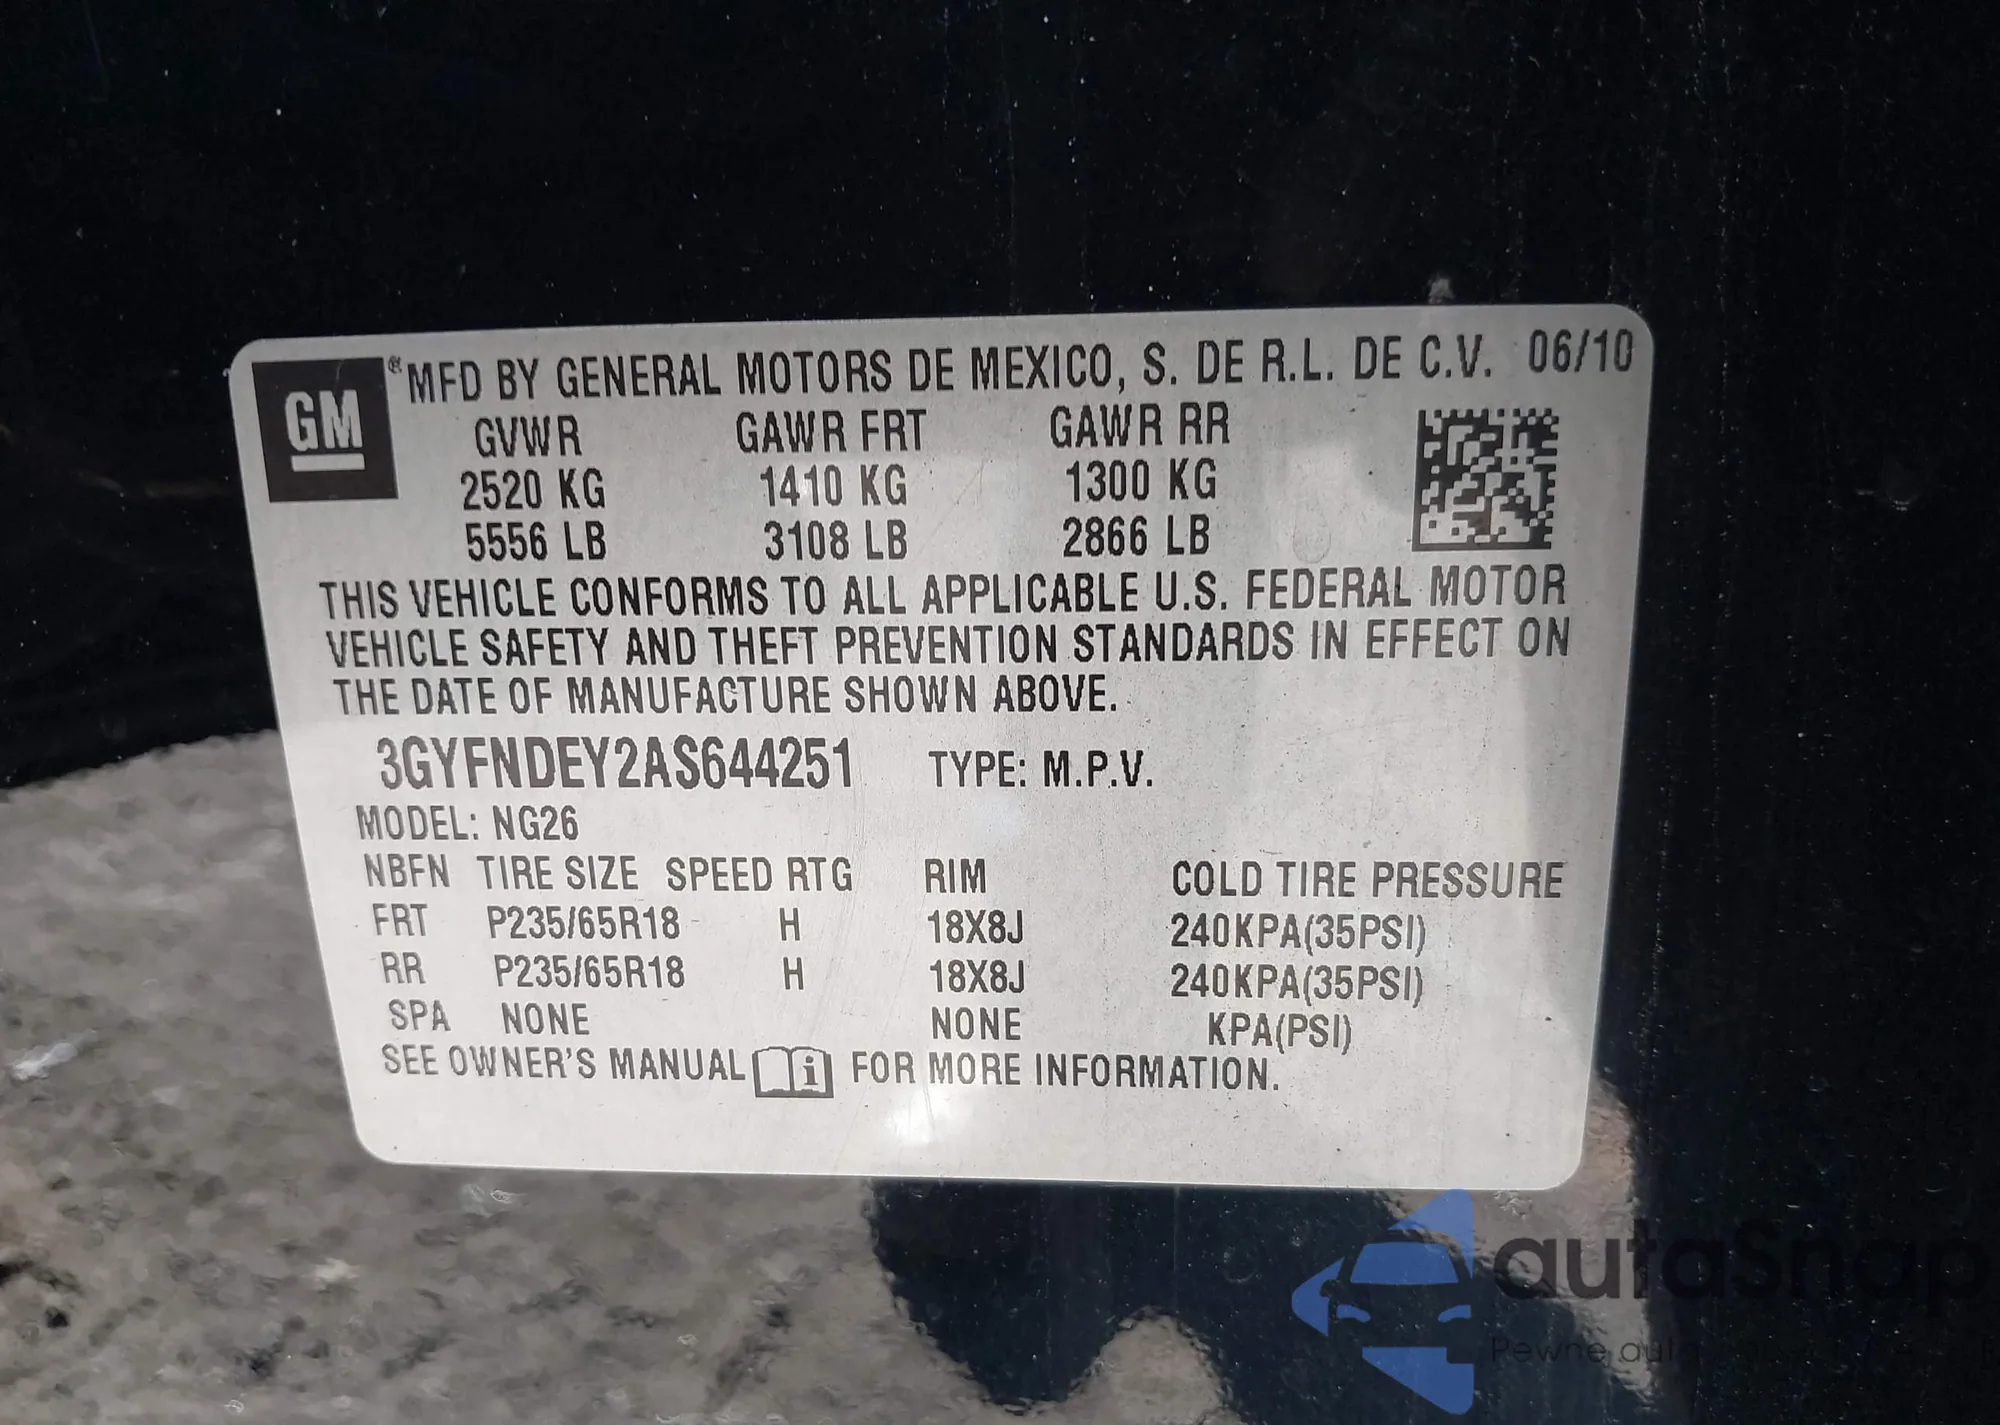 GM ® MFD BY GENERAL MOTORS DE MEXICO, S. DE R.L. DE C.V. 06/10
GVWR GAWR FRT GAWR RR
2520 KG 1410 KG 1300 KG
5556 LB 3108 LB 2866 LB
THIS VEHICLE CONFORMS TO ALL APPLICABLE U.S. FEDERAL MOTOR
VEHICLE SAFETY AND THEFT PREVENTION STANDARDS IN EFFECT ON
THE DATE OF MANUFACTURE SHOWN ABOVE.
3GYFNDEY2AS644251 TYPE: M.P.V.
MODEL: NG26
NBFN TIRE SIZE SPEED RTG RIM COLD TIRE PRESSURE
FRT P235/65R18 H 18X8J 240KPA(35PSI)
RR P235/65R18 H 18X8J 240KPA(35PSI)
SPA NONE NONE KPA(PSI)
SEE OWNER'S MANUAL i FOR MORE INFORMATION.
autaSnap
Pewne auta